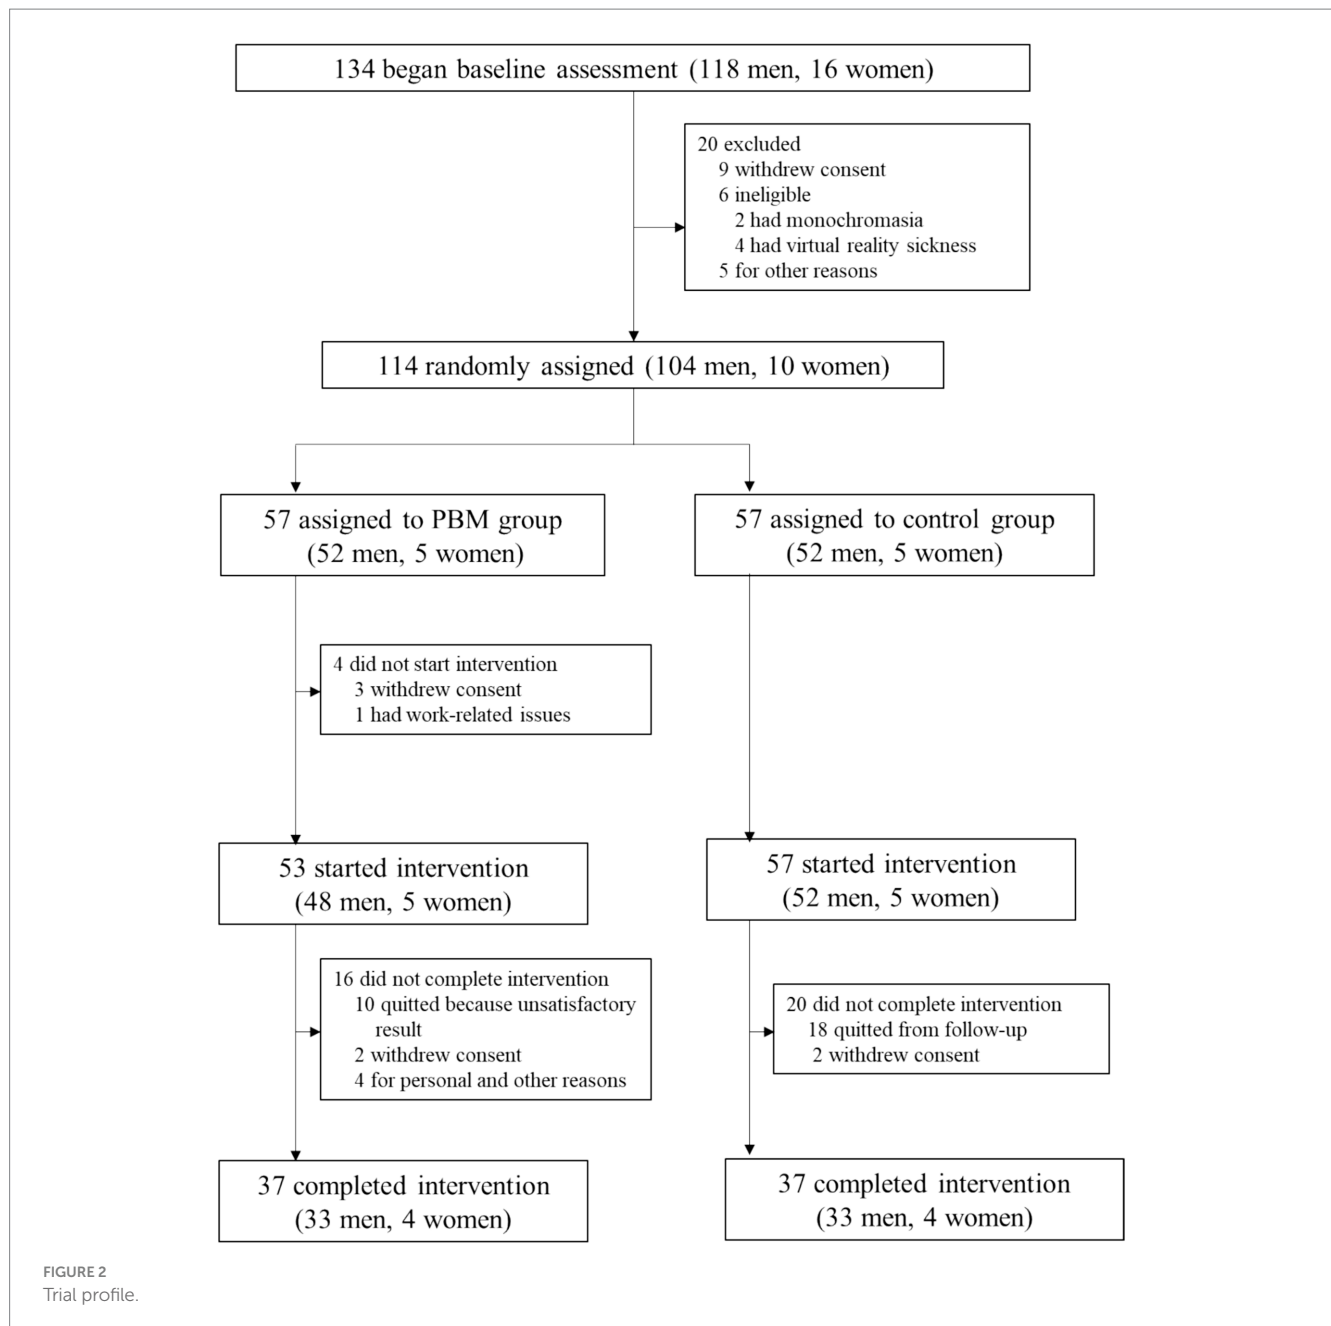 134 began baseline assessment (118 men, 16 women)
20 excluded
9 withdrew consent
6 ineligible
2 had monochromasia
4 had virtual reality sickness
5 for other reasons
114 randomly assigned (104 men, 10 women)
57 assigned to PBM group
(52 men, 5 women)
57 assigned to control group
(52 men, 5 women)
4 did not start intervention
3 withdrew consent
1 had work-related issues
53 started intervention
(48 men, 5 women)
57 started intervention
(52 men, 5 women)
16 did not complete intervention
10 quitted because unsatisfactory
result
2 withdrew consent
4 for personal and other reasons
20 did not complete intervention
18 quitted from follow-up
2 withdrew consent
37 completed intervention
(33 men, 4 women)
37 completed intervention
(33 men, 4 women)
FIGURE 2
Trial profile.